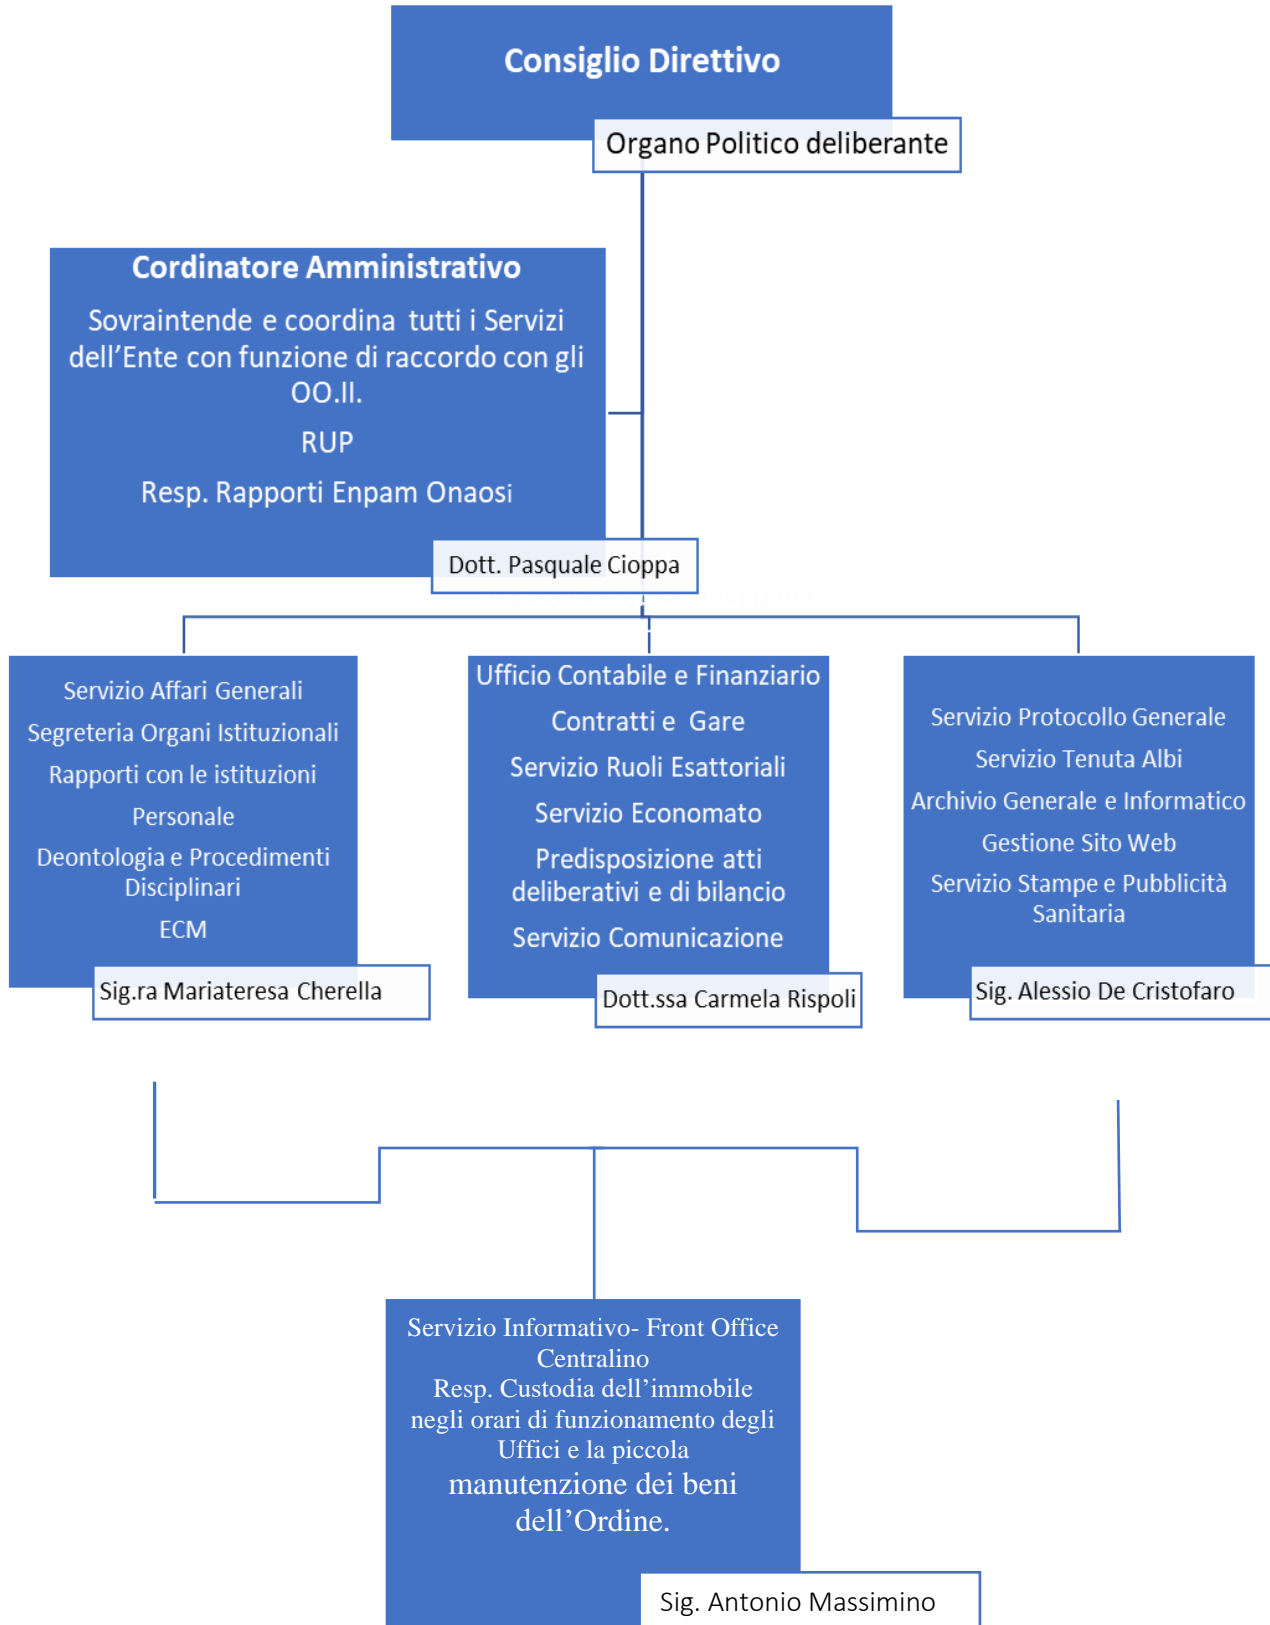 Consiglio Direttivo
Organo Politico deliberante
Cordinatore Amministrativo
Sovraintende e coordina tutti i Servizi
dell’Ente con funzione di raccordo con gli
OO.II.
RUP
Resp. Rapporti Enpam Onaosi
Dott. Pasquale Cioppa
Servizio Affari Generali
Segreteria Organi Istituzionali
Rapporti con le istituzioni
Personale
Deontologia e Procedimenti
Disciplinari
ECM
Sig.ra Mariateresa Cherella
Ufficio Contabile e Finanziario
Contratti e Gare
Servizio Ruoli Esattoriali
Servizio Economato
Predisposizione atti
deliberativi e di bilancio
Servizio Comunicazione
Dott.ssa Carmela Rispoli
Servizio Protocollo Generale
Servizio Tenuta Albi
Archivio Generale e Informatico
Gestione Sito Web
Servizio Stampe e Pubblicità
Sanitaria
Sig. Alessio De Cristofaro
Servizio Informativo- Front Office
Centralino
Resp. Custodia dell’immobile
negli orari di funzionamento degli
Uffici e la piccola
manutenzione dei beni
dell’Ordine.
Sig. Antonio Massimino